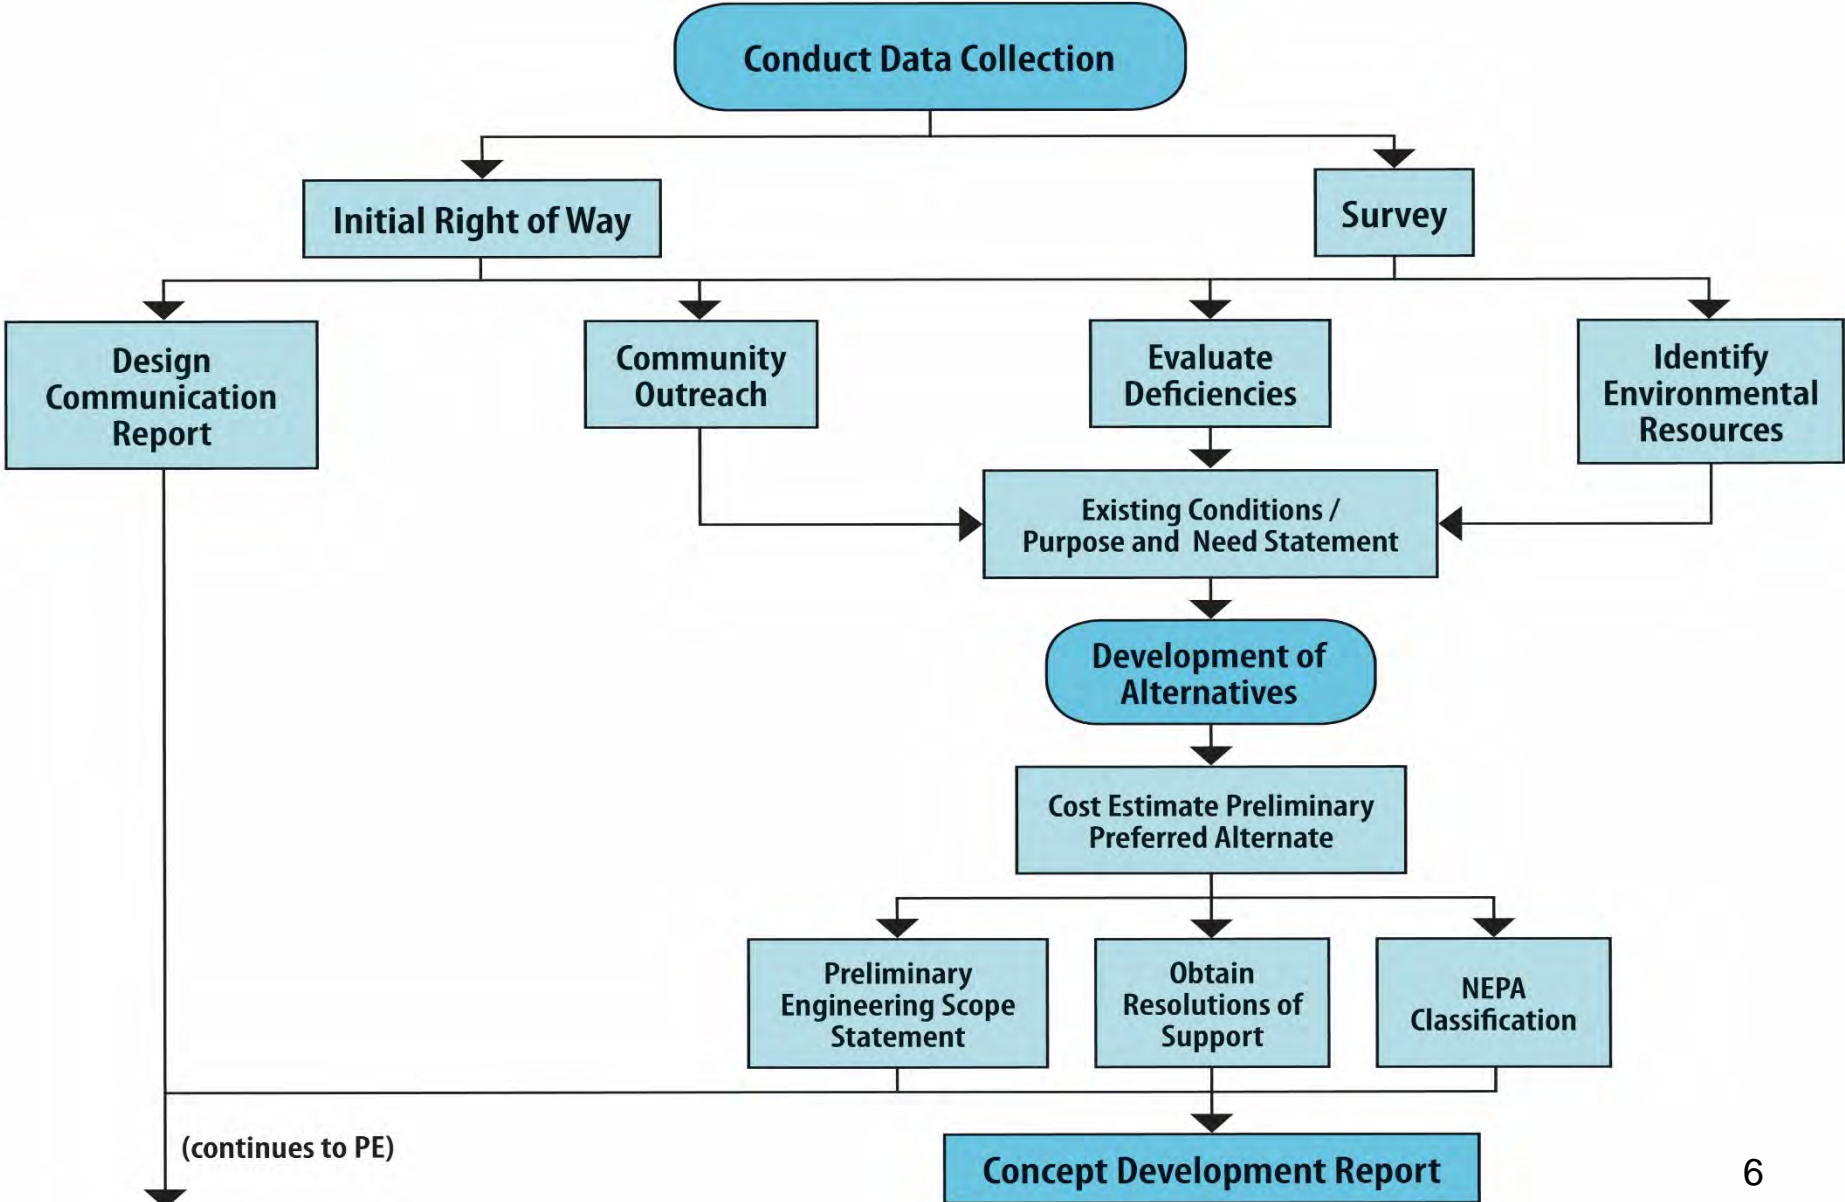 Conduct Data Collection
Initial Right of Way
Survey
Design
Communication
Report
Community
Outreach
Evaluate
Deficiencies
Identify
Environmental
Resources
Existing Conditions /
Purpose and Need Statement
Development of
Alternatives
Cost Estimate Preliminary
Preferred Alternate
Preliminary
Engineering Scope
Statement
Obtain
Resolutions of
Support
NEPA
Classification
(continues to PE)
Concept Development Report
6